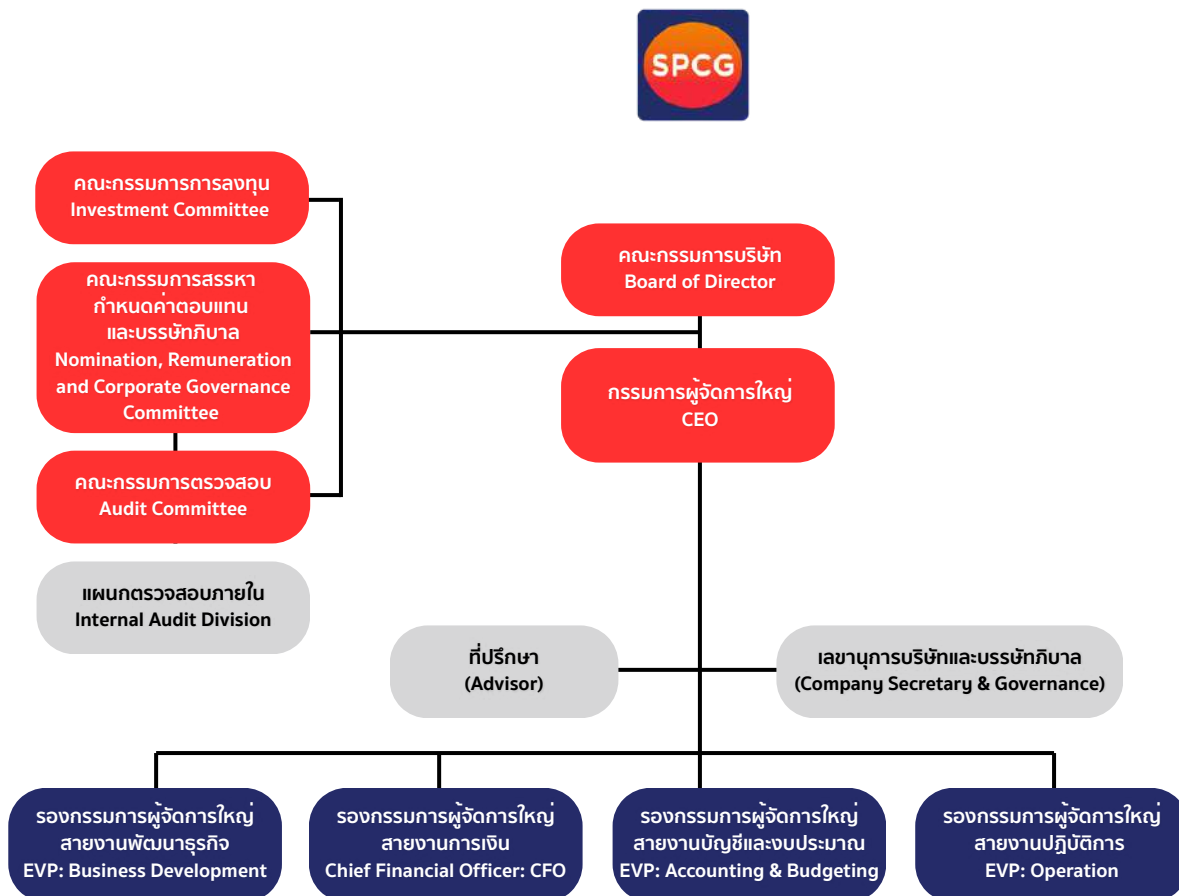 SPCG
คณะกรรมการการลงทุน
Investment Committee
คณะกรรมการบริษัท
Board of Director
คณะกรรมการสรรหา
กำหนดค่าตอบแทน
และบรรษัทภิบาล
Nomination, Remuneration
and Corporate Governance
Committee
กรรมการผู้จัดการใหญ่
CEO
คณะกรรมการตรวจสอบ
Audit Committee
แผนกตรวจสอบภายใน
Internal Audit Division
ที่ปรึกษา
(Advisor)
เลขานุการบริษัทและบรรษัทภิบาล
(Company Secretary & Governance)
รองกรรมการผู้จัดการใหญ่
สายงานพัฒนาธุรกิจ
EVP: Business Development
รองกรรมการผู้จัดการใหญ่
สายงานการเงิน
Chief Financial Officer: CFO
รองกรรมการผู้จัดการใหญ่
สายงานบัญชีและงบประมาณ
EVP: Accounting & Budgeting
รองกรรมการผู้จัดการใหญ่
สายงานปฏิบัติการ
EVP: Operation